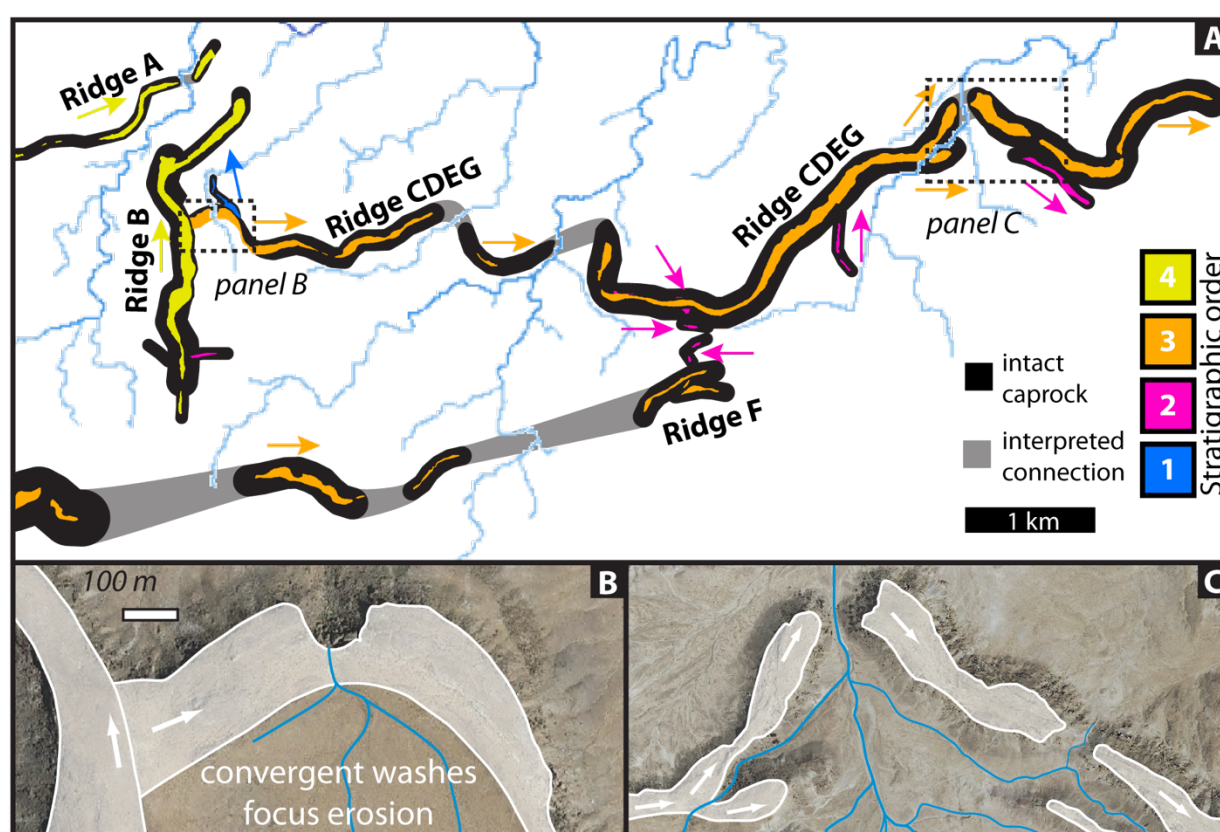 A
Ridge A
Ridge B
panel B
Ridge CDEG
Ridge CDEG
panel C
Ridge F
intact
caprock
interpreted
connection
1 km
4
3
2
1
Stratigraphic order
100 m
B
convergent washes
focus erosion
C